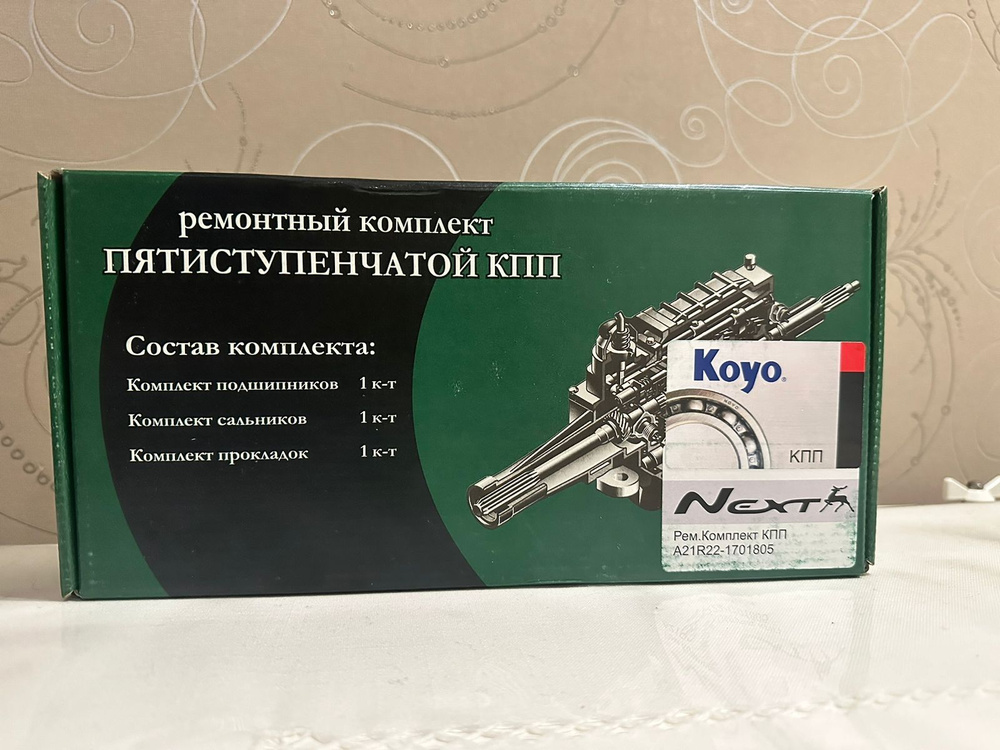 ремонтный комплект
ПЯТИСТУПЕНЧАТОЙ КПП
Состав комплекта:
Комплект подшипников 1 к-т
Комплект сальников 1 к-т
Комплект прокладок 1 к-т
Koyo®
КПП
NEXT
Рем.Комплект КПП
A21R22-1701805